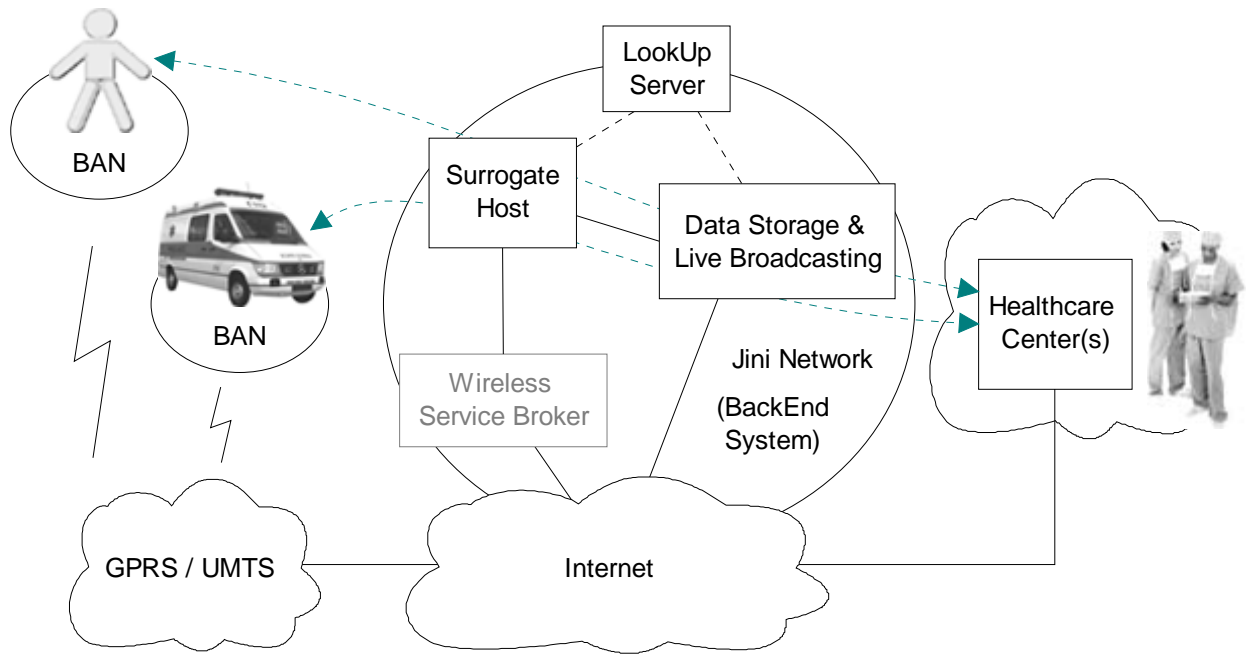 LookUp
Server
BAN
Surrogate
Host
Data Storage &
Live Broadcasting
BAN
Healthcare
Center(s)
Jini Network
(BackEnd
System)
Wireless
Service Broker
GPRS / UMTS
Internet